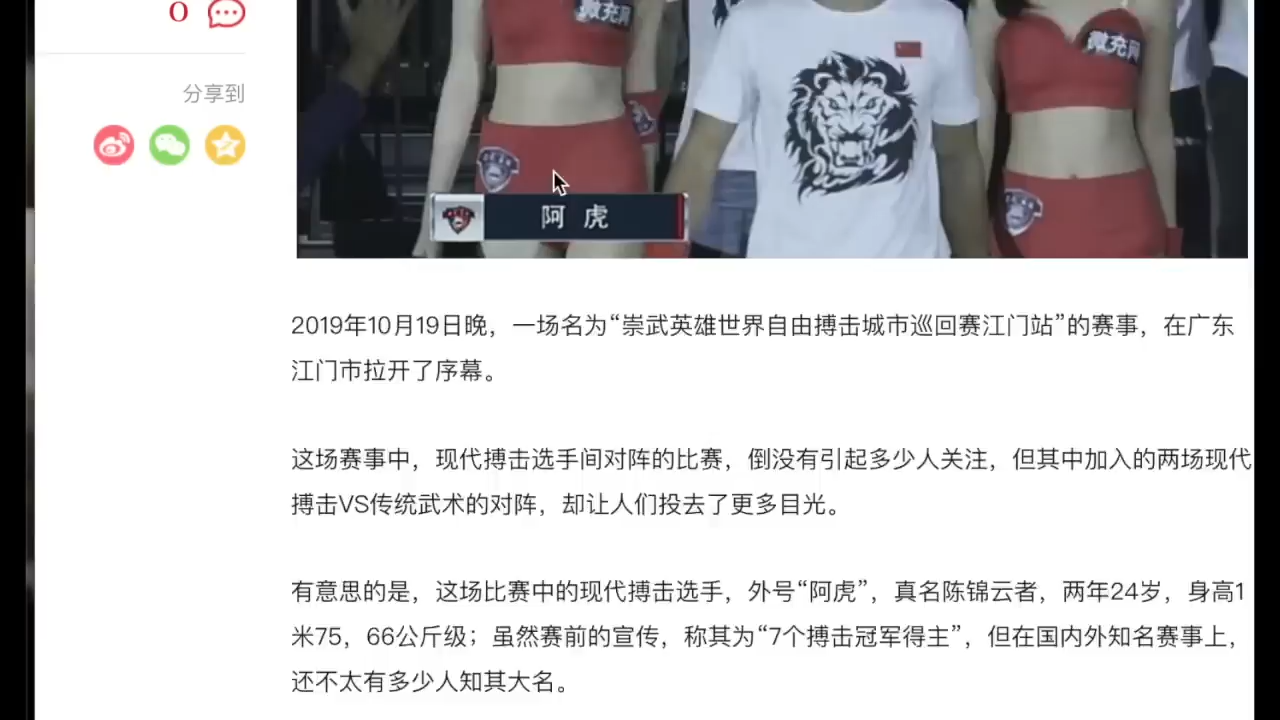 0
微充网
微充网
分享到
阿虎
2019年10月19日晚，一场名为“崇武英雄世界自由搏击城市巡回赛江门站”的赛事，在广东
江门市拉开了序幕。
这场赛事中，现代搏击选手间对阵的比赛，倒没有引起多少人关注，但其中加入的两场现代
搏击VS传统武术的对阵，却让人们投去了更多目光。
有意思的是，这场比赛中的现代搏击选手，外号“阿虎”，真名陈锦云者，两年24岁，身高1
米75，66公斤级；虽然赛前的宣传，称其为“7个搏击冠军得主”，但在国内外知名赛事上，
还不太有多少人知其大名。